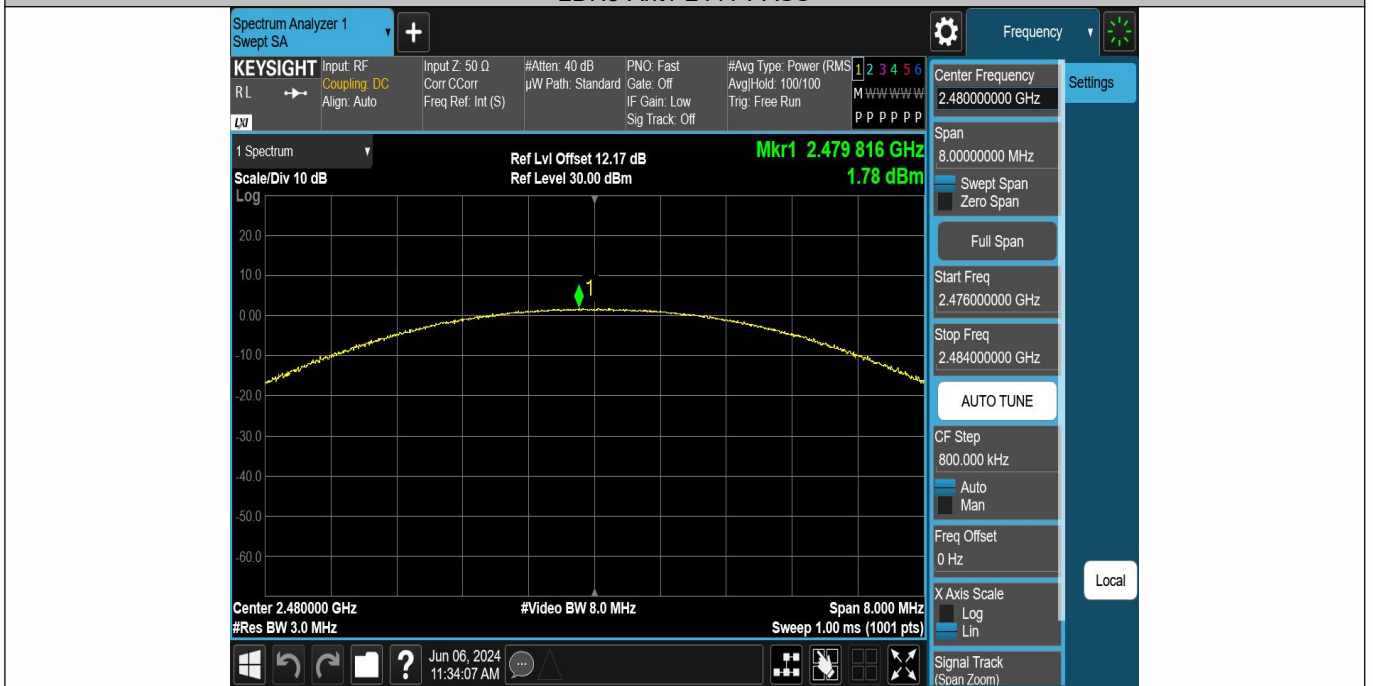 Spectrum Analyzer 1
Swept SA
+
Frequency
KEYSIGHT
RL
LXI
Input: RF
Coupling: DC
Align: Auto
Input Z: 50 Ω
Corr CCorr
Freq Ref: Int (S)
#Atten: 40 dB
µW Path: Standard
PNO: Fast
Gate: Off
IF Gain: Low
Sig Track: Off
#Avg Type: Power (RMS
Avg|Hold: 100/100
Trig: Free Run
1 2 3 4 5 6
M W W W W W
P P P P P P
1 Spectrum
Scale/Div 10 dB
Log
Ref Lvl Offset 12.17 dB
Ref Level 30.00 dBm
Mkr1 2.479 816 GHz
1.78 dBm
20.0
10.0
1
0.00
-10.0
-20.0
-30.0
-40.0
-50.0
-60.0
Center 2.480000 GHz
#Video BW 8.0 MHz
Span 8.000 MHz
#Res BW 3.0 MHz
Sweep 1.00 ms (1001 pts)
Center Frequency
2.480000000 GHz
Settings
Span
8.00000000 MHz
Swept Span
Zero Span
Full Span
Start Freq
2.476000000 GHz
Stop Freq
2.484000000 GHz
AUTO TUNE
CF Step
800.000 kHz
Auto
Man
Freq Offset
0 Hz
Local
X Axis Scale
Log
Lin
Signal Track
(Span Zoom)
?
Jun 06, 2024
11:34:07 AM